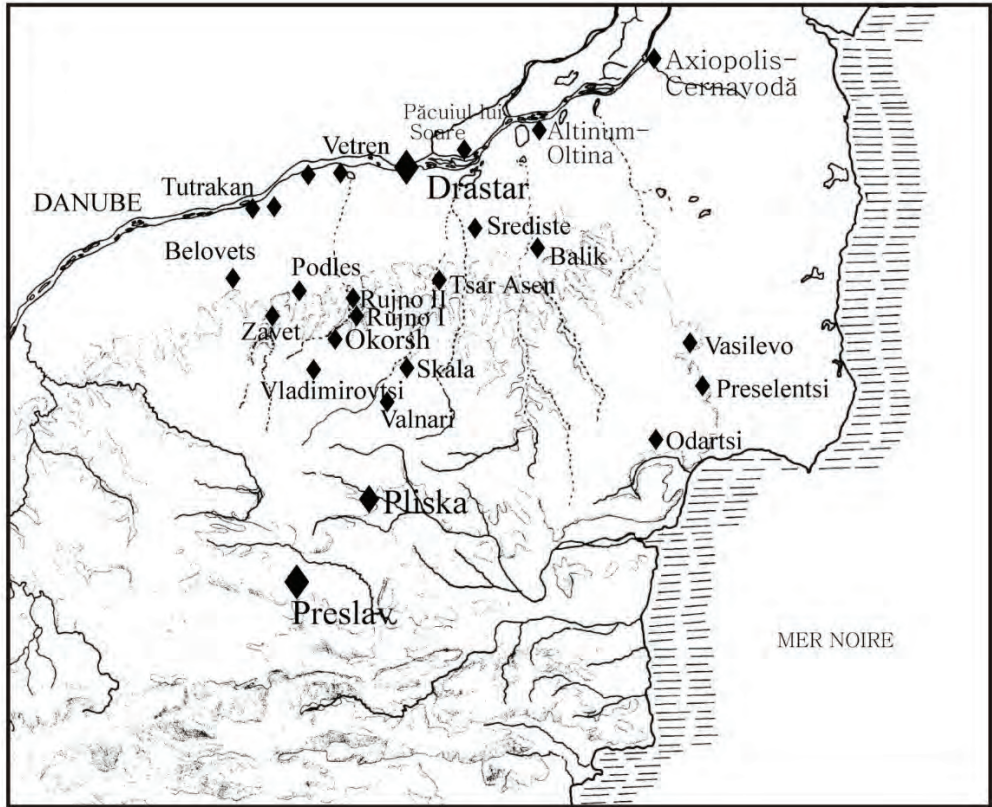 Axiopolis-
Cernavodă
Păcuiul lui
Soare
Altinum-
Oltina
Vetren
Drastar
Tutrakan
DANUBE
Srediste
Balik
Belovets
Podles
Tsar Asen
Rujno II
Rujno I
Zavet
Okorsh
Vasilevo
Skala
Vladimirovtsi
Preselentsi
Valnari
Odartsi
Pliska
Preslav
MER NOIRE